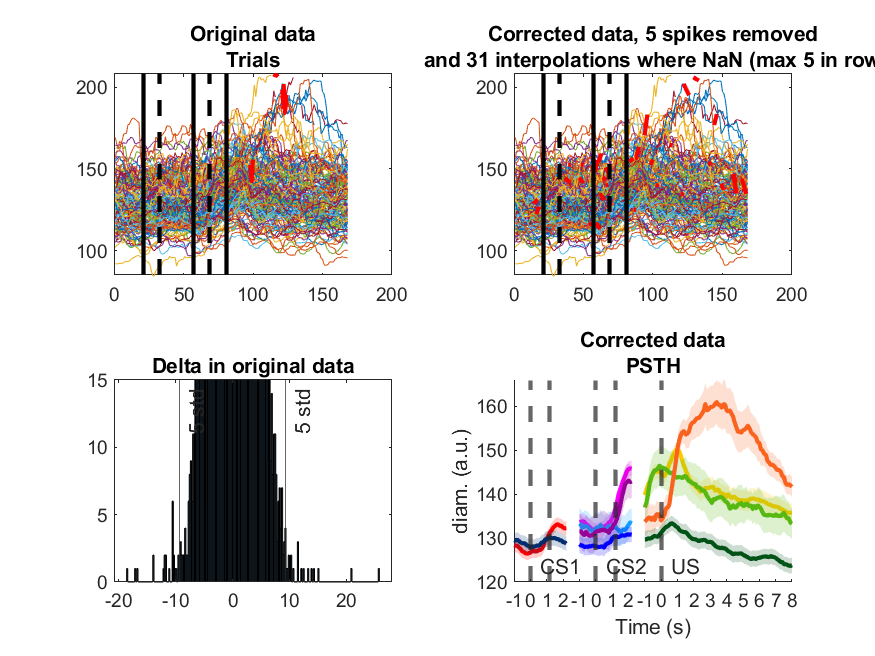 Original data
Trials
200
150
100
0 50 100 150 200
Corrected data, 5 spikes removed
and 31 interpolations where NaN (max 5 in row
200
150
100
0 50 100 150 200
Delta in original data
15
10
5
0
5 std
5 std
-20 -10 0 10 20
Corrected data
PSTH
160
150
140
130
120
diam. (a.u.)
CS1 CS2 US
-1 0 1 2 -1 0 1 2 -1 0 1 2 3 4 5 6 7 8
Time (s)